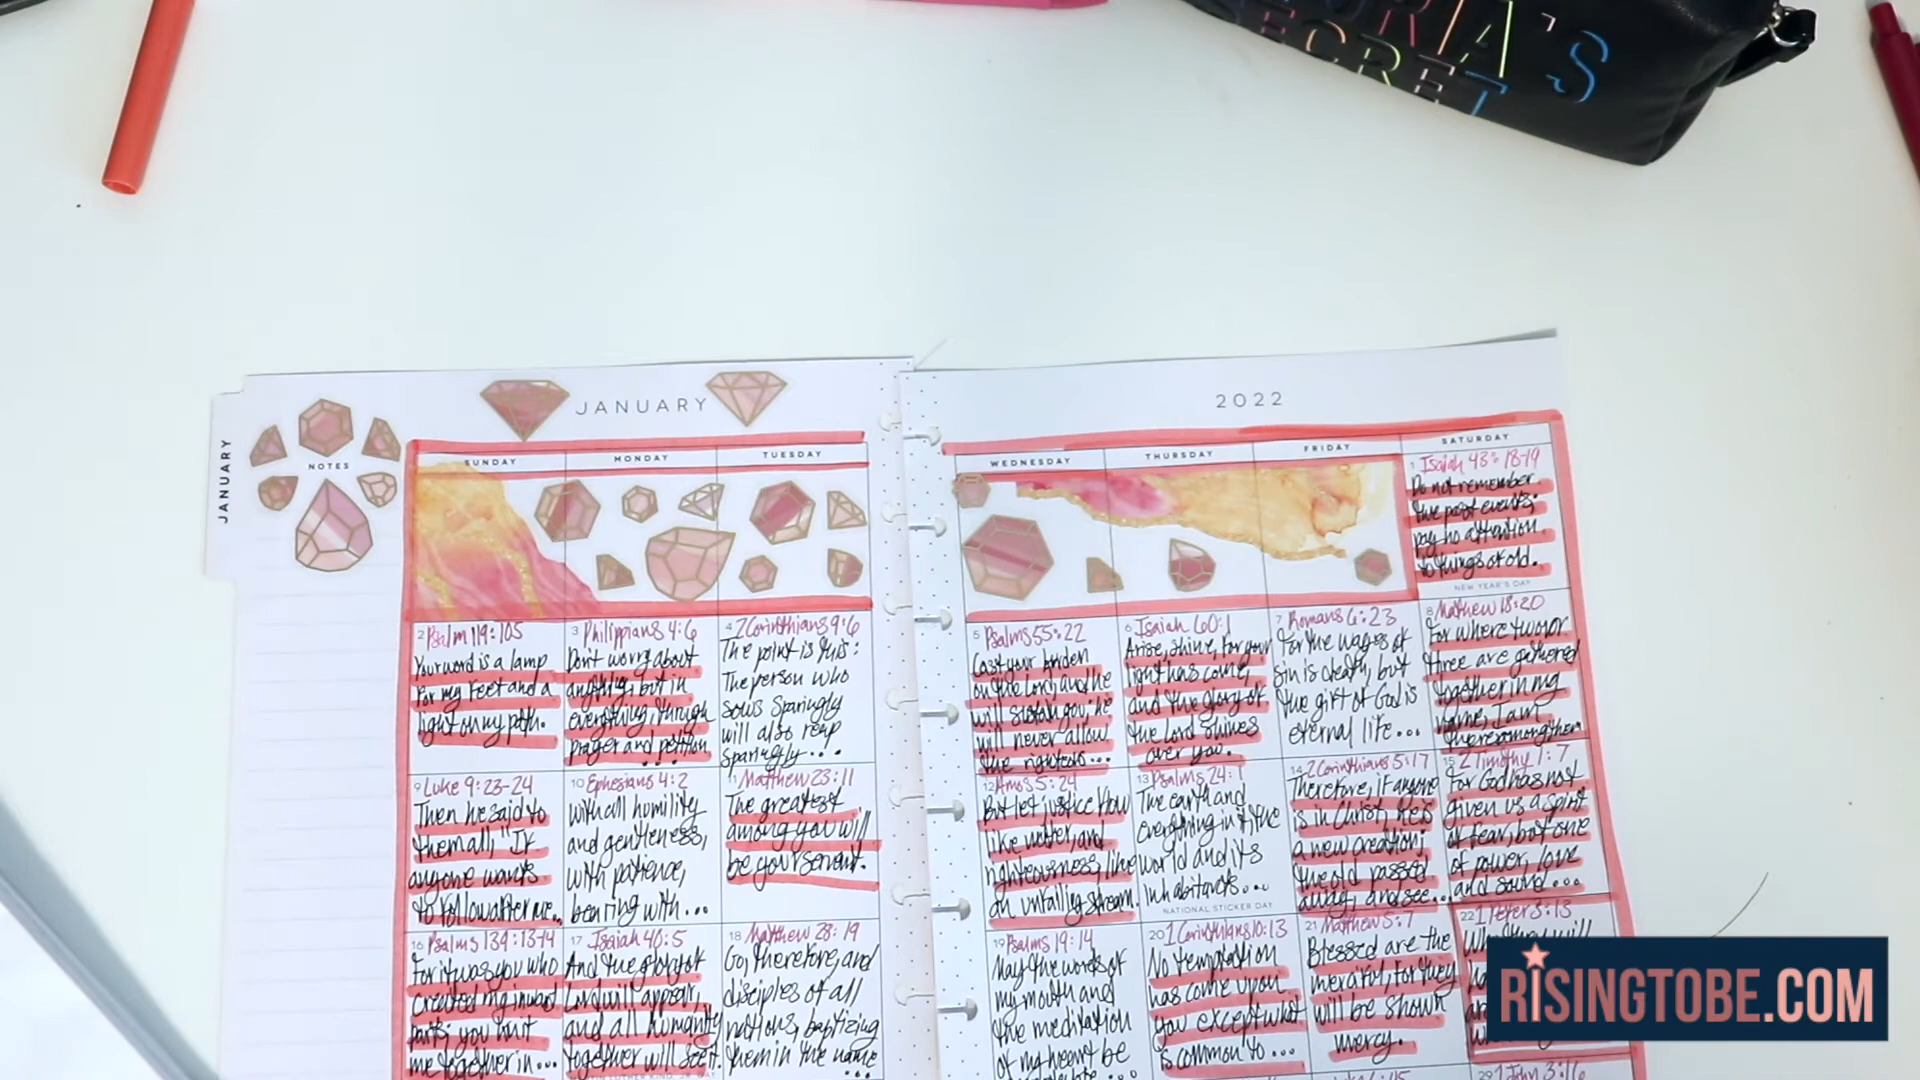 VICTORIA'S
SECRET
JANUARY
2022
JANUARY
NOTES
SUNDAY
MONDAY
TUESDAY
WEDNESDAY
THURSDAY
FRIDAY
SATURDAY
1 Isaiah 43:18-19
Do not remember
the past events;
pay no attention
to things of old.
NEW YEAR'S DAY
2 Psalm 119:105
Your word is a lamp
for my feet and a
light on my path.
3 Philippians 4:6
Don't worry about
anything, but in
everything, through
prayer and petition
...
4 2 Corinthians 9:6
The point is this:
The person who
sows sparingly
will also reap
sparingly...
5 Psalms 55:22
Cast your burden
on the Lord, and he
will sustain you; he
will never allow
the righteous...
6 Isaiah 60:1
Arise, shine, for your
light has come,
and the glory of
the Lord shines
over you.
7 Romans 6:23
For the wages of
sin is death, but
the gift of God is
eternal life...
8 Matthew 18:20
For where two or
three are gathered
together in my
name, I am
there among them.
9 Luke 9:23-24
Then he said to
them all, "If
anyone wants
to follow after me...
10 Ephesians 4:2
with all humility
and gentleness,
with patience,
bearing with...
11 Matthew 23:11
The greatest
among you will
be your servant.
12 Amos 5:24
But let justice flow
like water, and
righteousness, like
an unfailing stream.
13 Psalms 24:1
The earth and
everything in it, the
world and its
inhabitants...
NATIONAL STICKER DAY
14 2 Corinthians 5:17
Therefore, if anyone
is in Christ, he is
a new creation;
the old passed
away, and see...
15 2 Timothy 1:7
For God has not
given us a spirit
of fear, but one
of power, love
and sound...
16 Psalms 139:13-14
For it was you who
created my inward
parts; you knit
me together in...
17 Isaiah 40:5
And the glory of
Lord will appear,
and all humanity
together will see it.
18 Matthew 28:19
Go, therefore, and
disciples of all
nations, baptizing
them in the name
...
19 Psalms 19:14
May the words of
my mouth and
the meditation
of my heart be
20 1 Corinthians 10:13
No temptation
has come upon
you except what
is common to...
21 Matthew 5:7
Blessed are the
merciful, for they
will be shown
mercy.
22 1 Peter 3:13
Who then will
29 1 John 3:16
RISINGTOBE.COM